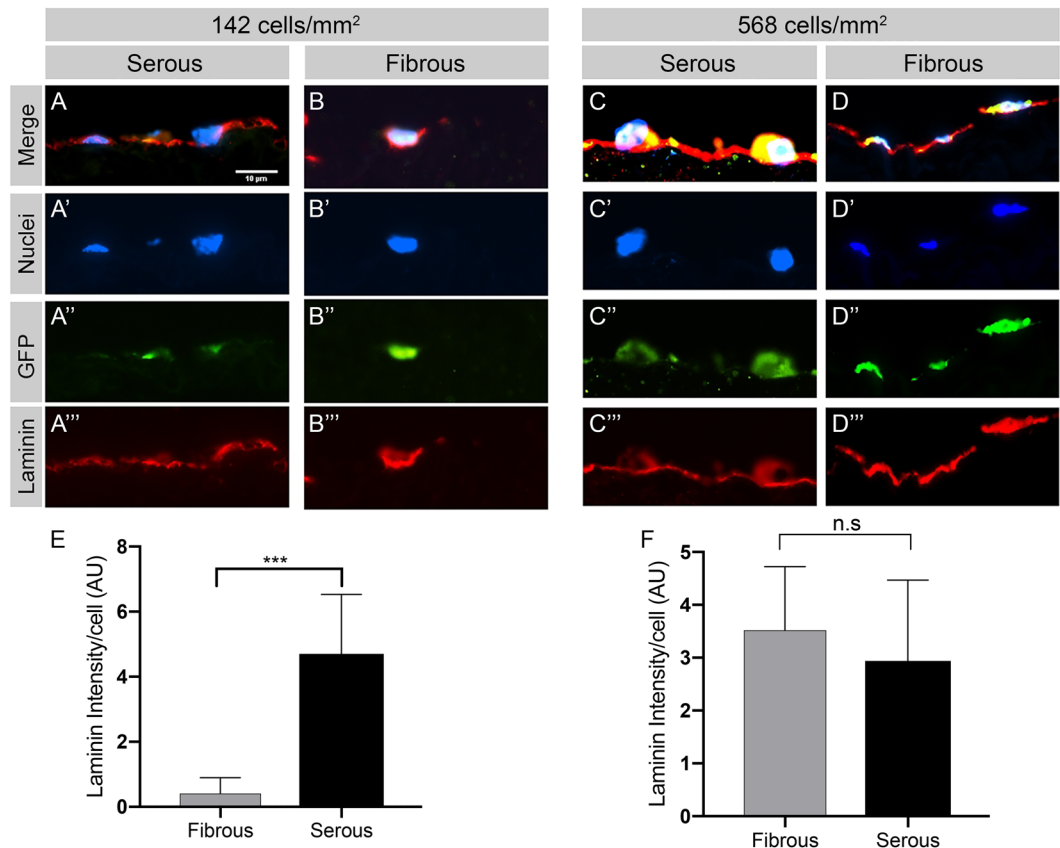 142 cells/mm²
568 cells/mm²
Serous
Fibrous
Serous
Fibrous
Merge
A
B
C
D
10 µm
Nuclei
A’
B’
C’
D’
GFP
A’’
B’’
C’’
D’’
Laminin
A’’’
B’’’
C’’’
D’’’
E
Laminin Intensity/cell (AU)
8
6
4
2
0
***
Fibrous
Serous
F
Laminin Intensity/cell (AU)
5
4
3
2
1
0
n.s
Fibrous
Serous